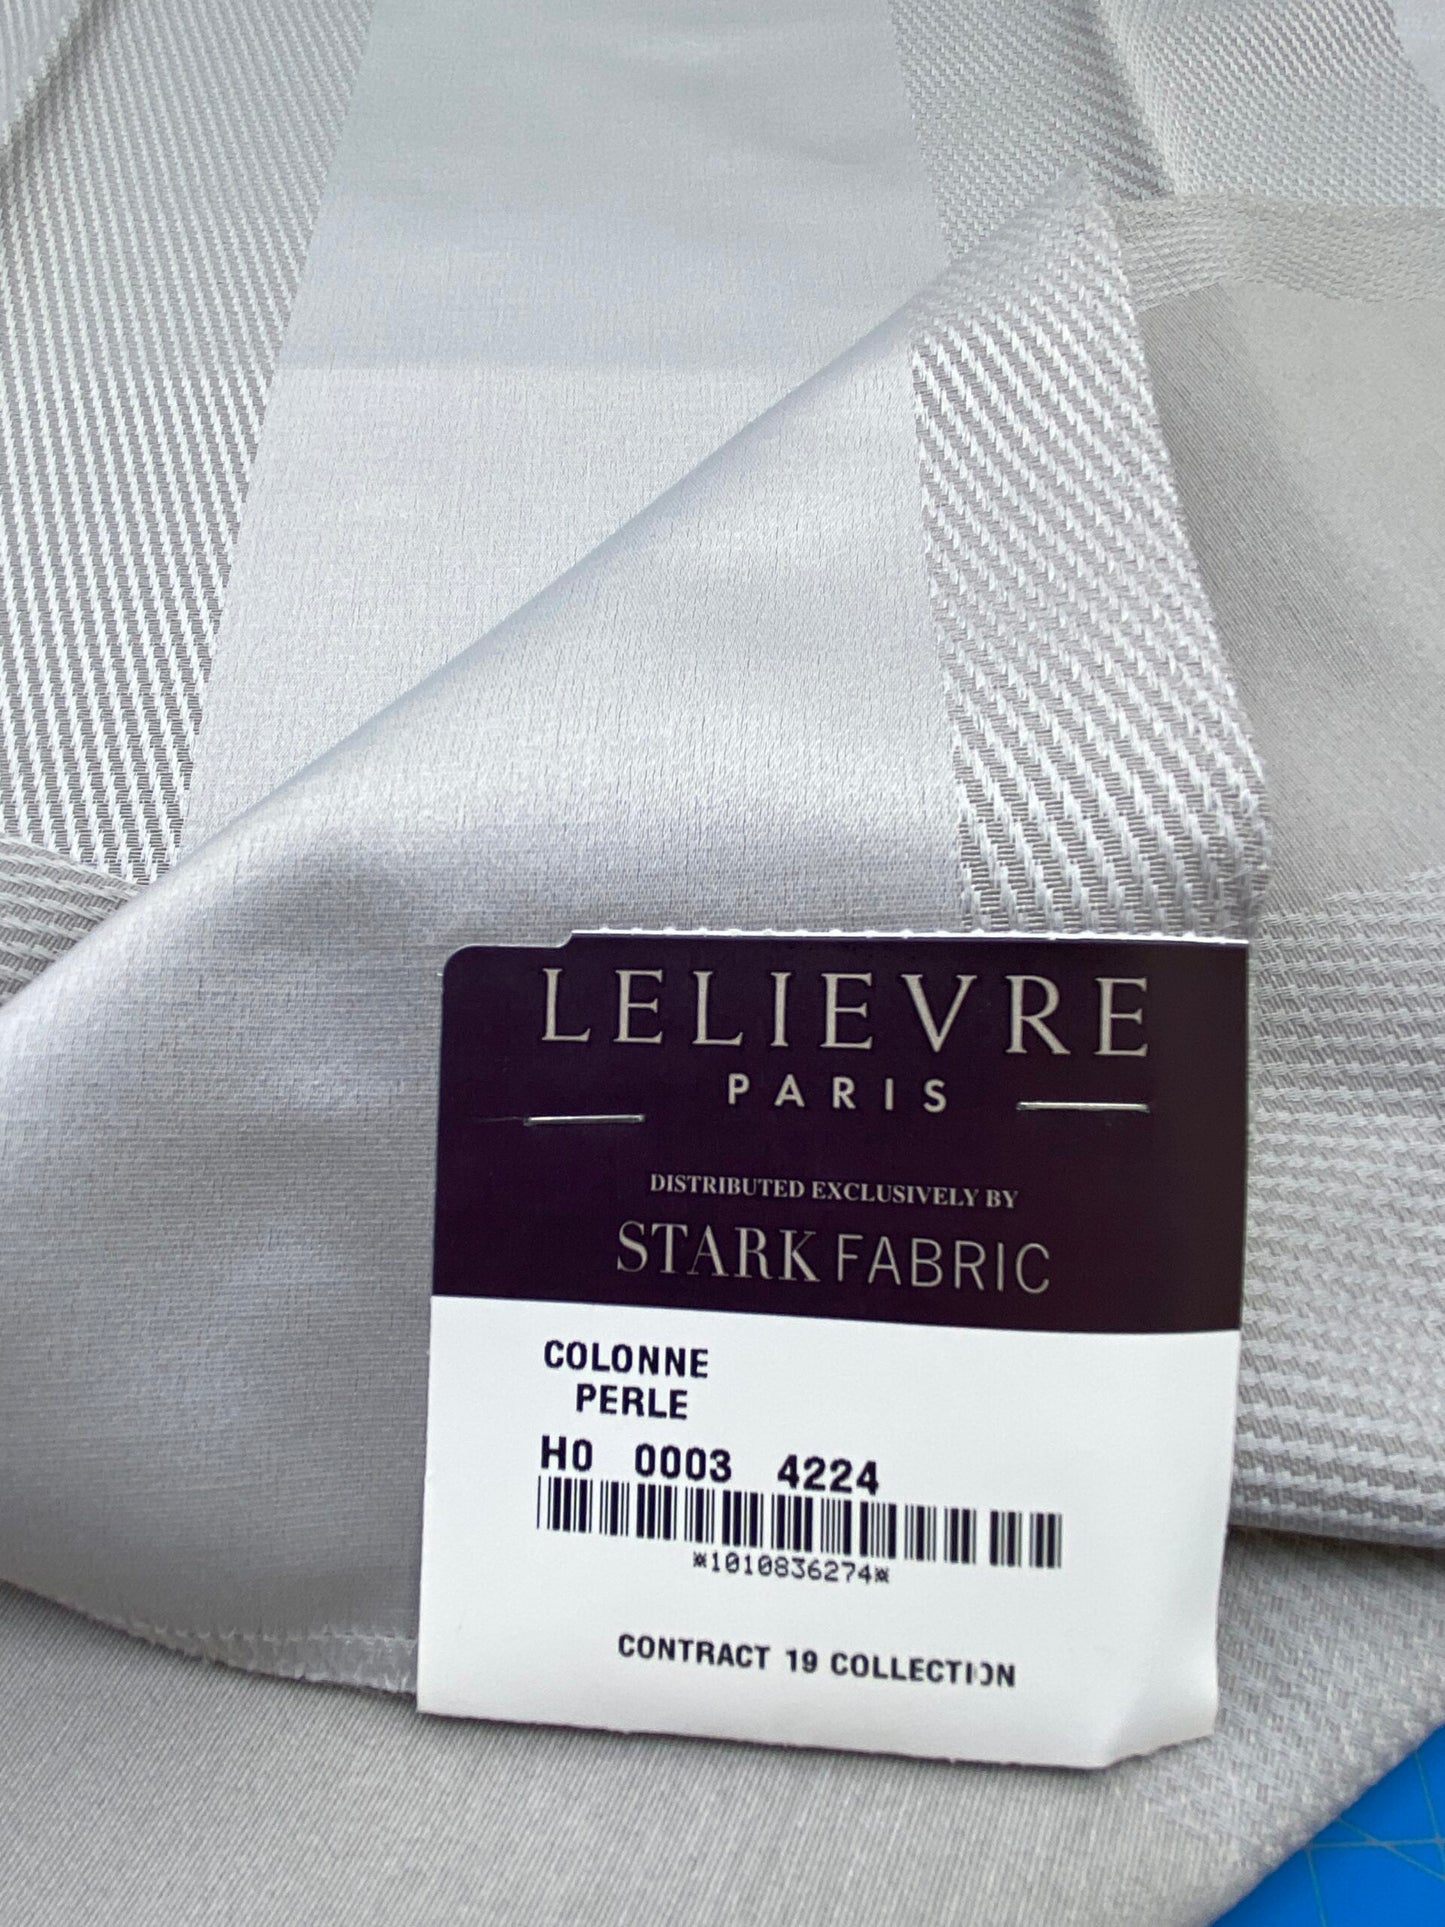 LELIEVRE
PARIS
DISTRIBUTED EXCLUSIVELY BY
STARK FABRIC
COLONNE
PERLE
H0 0003 4224
*1010836274*
CONTRACT 19 COLLECTION